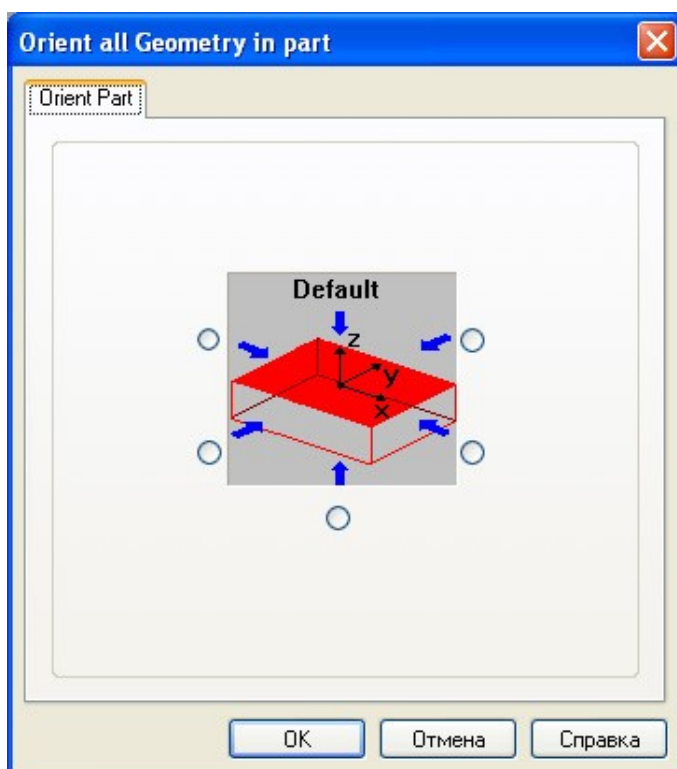 Orient all Geometry in part
Orient Part
Default
z
y
x
OK Отмена Справка